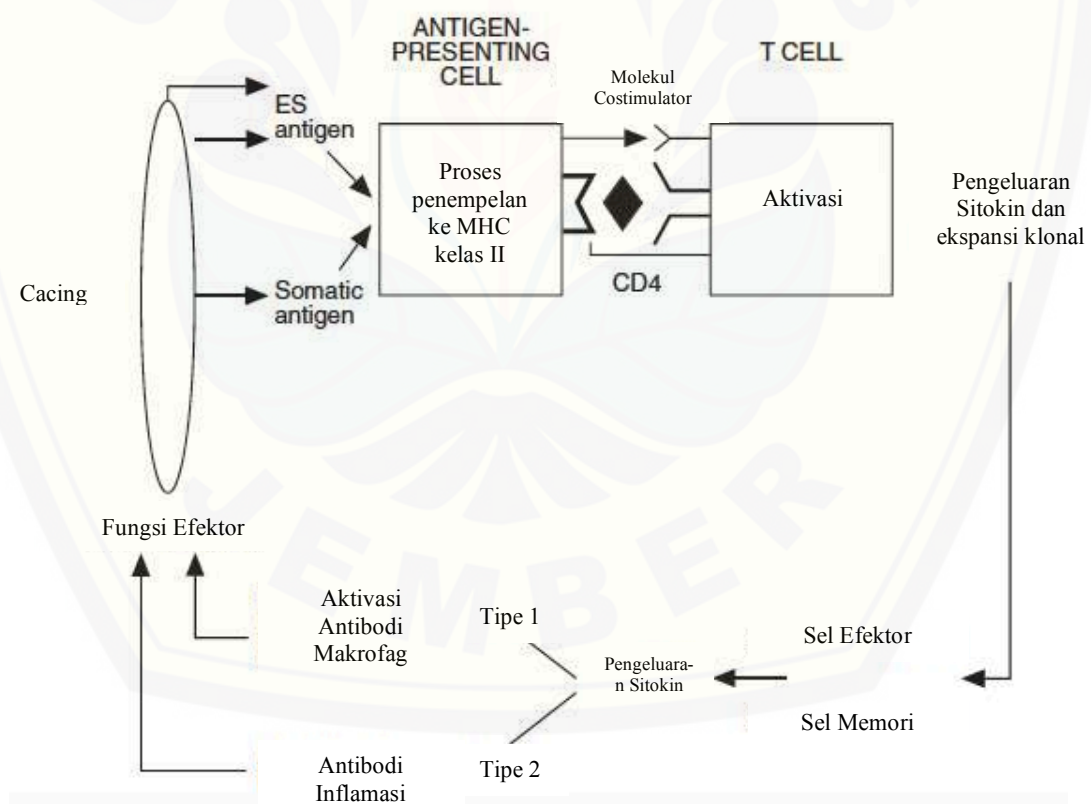 ANTIGEN-
PRESENTING
CELL
T CELL
Molekul
Costimulator
ES
antigen
Proses
penempelan
ke MHC
kelas II
Aktivasi
Pengeluaran
Sitokin dan
ekspansi klonal
Cacing
Somatic
antigen
CD4
Fungsi Efektor
Aktivasi
Antibodi
Makrofag
Tipe 1
Pengeluara-
n Sitokin
Sel Efektor
Sel Memori
Antibodi
Inflamasi
Tipe 2
JEMBER